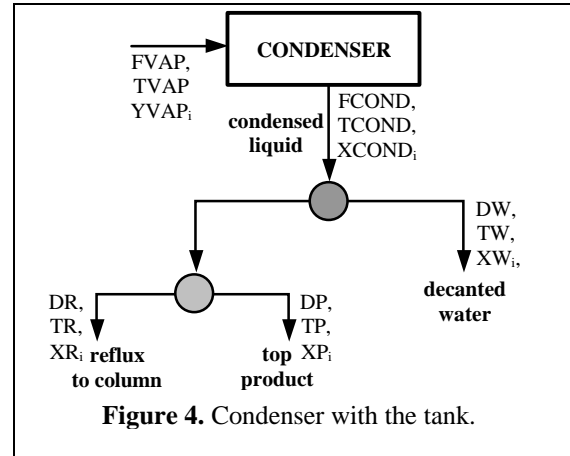 CONDENSER
FVAP,
TVAP
YVAPi
condensed
liquid
FCOND,
TCOND,
XCONDi
DW,
TW,
XWi,
decanted
water
DR,
TR,
XRi reflux
to column
DP,
TP,
XPi
top
product
Figure 4. Condenser with the tank.